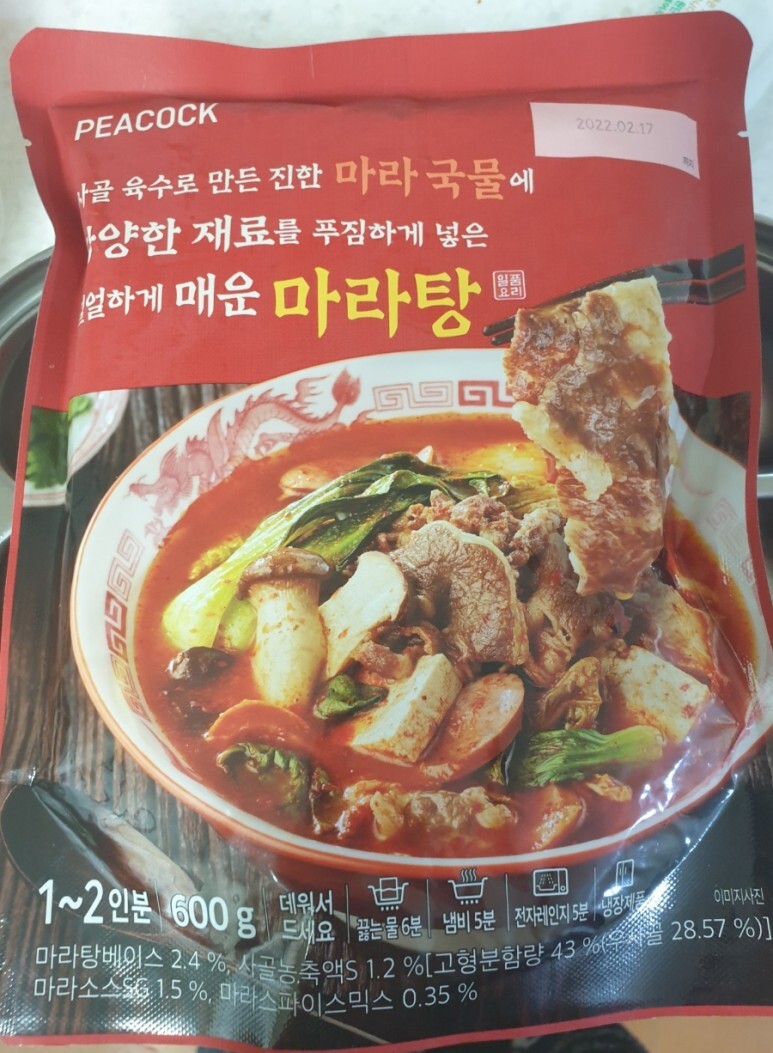 PEACOCK
2022.02.17
까지
사골 육수로 만든 진한 마라 국물에
다양한 재료를 푸짐하게 넣은
얼얼하게 매운 마라탕
일품
요리
1~2인분 600 g 데워서 드세요 끓는물 6분 냄비 5분 전자레인지 5분 냉장제품
이미지사진
마라탕베이스 2.4 %, 사골농축액S 1.2 %[고형분함량 43 %(우사골 28.57 %)]
마라소스SG 1.5 %, 마라스파이스믹스 0.35 %